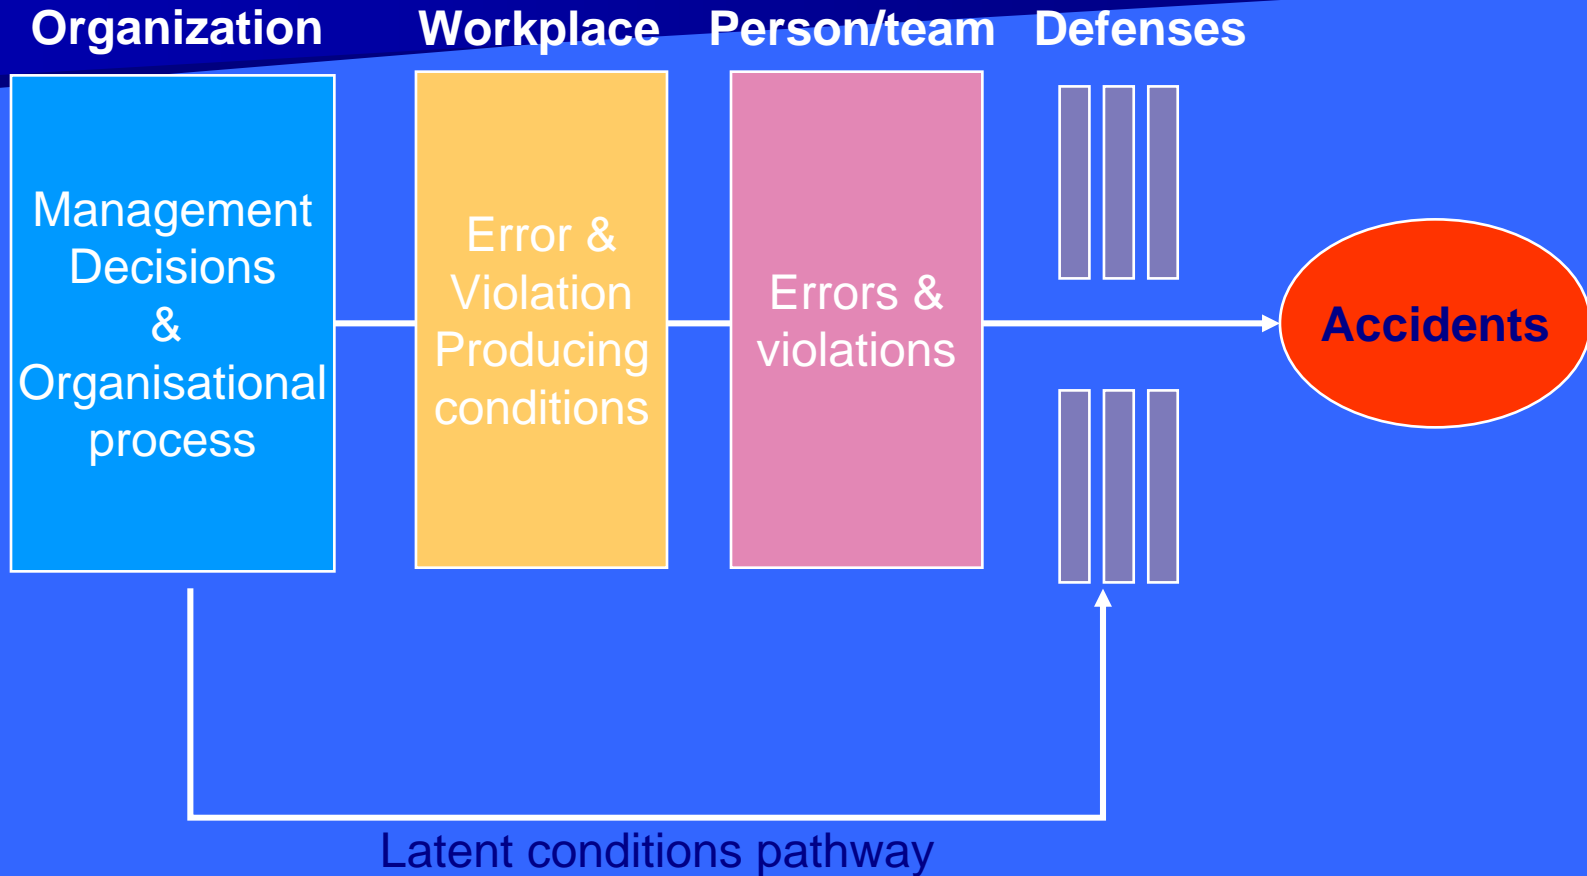 Organization
Workplace
Person/team
Defenses
Management
Decisions
&
Organisational
process
Error &
Violation
Producing
conditions
Errors &
violations
Accidents
Latent conditions pathway